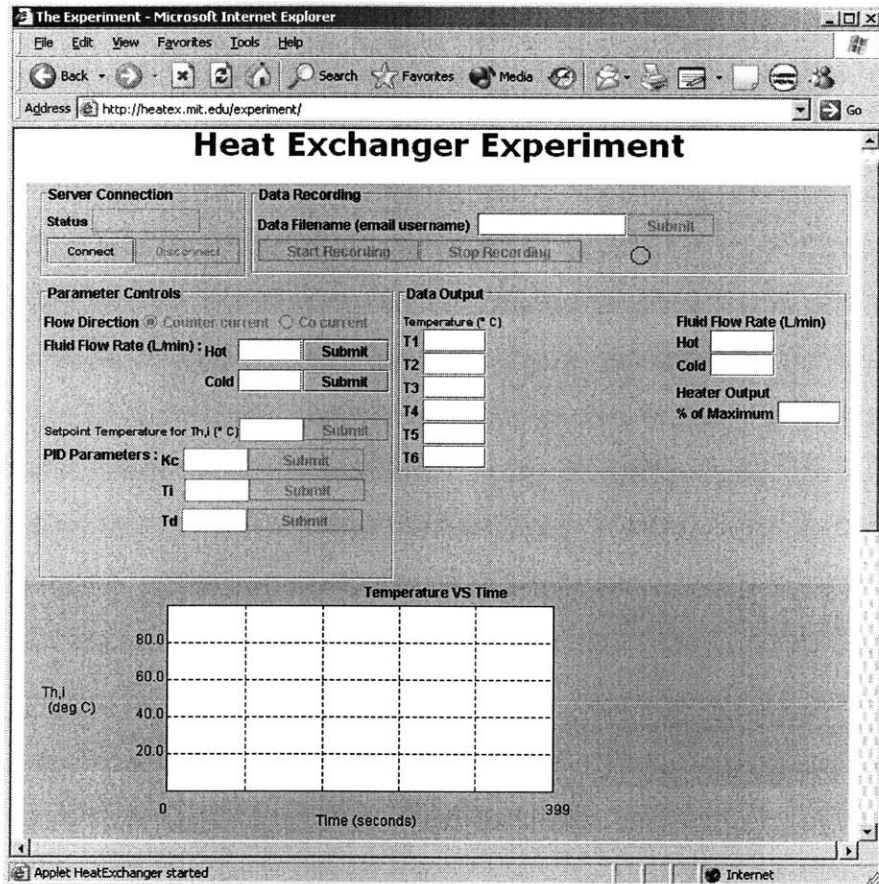 The Experiment - Microsoft Internet Explorer
File Edit View Favorites Tools Help
Back Search Favorites Media
Address http://heatex.mit.edu/experiment/ Go
Heat Exchanger Experiment
Server Connection
Status
Connect Disconnect
Data Recording
Data Filename (email username) Submit
Start Recording Stop Recording
Parameter Controls
Flow Direction Counter current Co current
Fluid Flow Rate (L/min) : Hot Submit
Cold Submit
Setpoint Temperature for Th,i (° C) Submit
PID Parameters : Kc Submit
Ti Submit
Td Submit
Data Output
Temperature (° C)
T1
T2
T3
T4
T5
T6
Fluid Flow Rate (L/min)
Hot
Cold
Heater Output
% of Maximum
Temperature VS Time
80.0
60.0
Th,i
(deg C)
40.0
20.0
0 399
Time (seconds)
Applet HeatExchanger started Internet